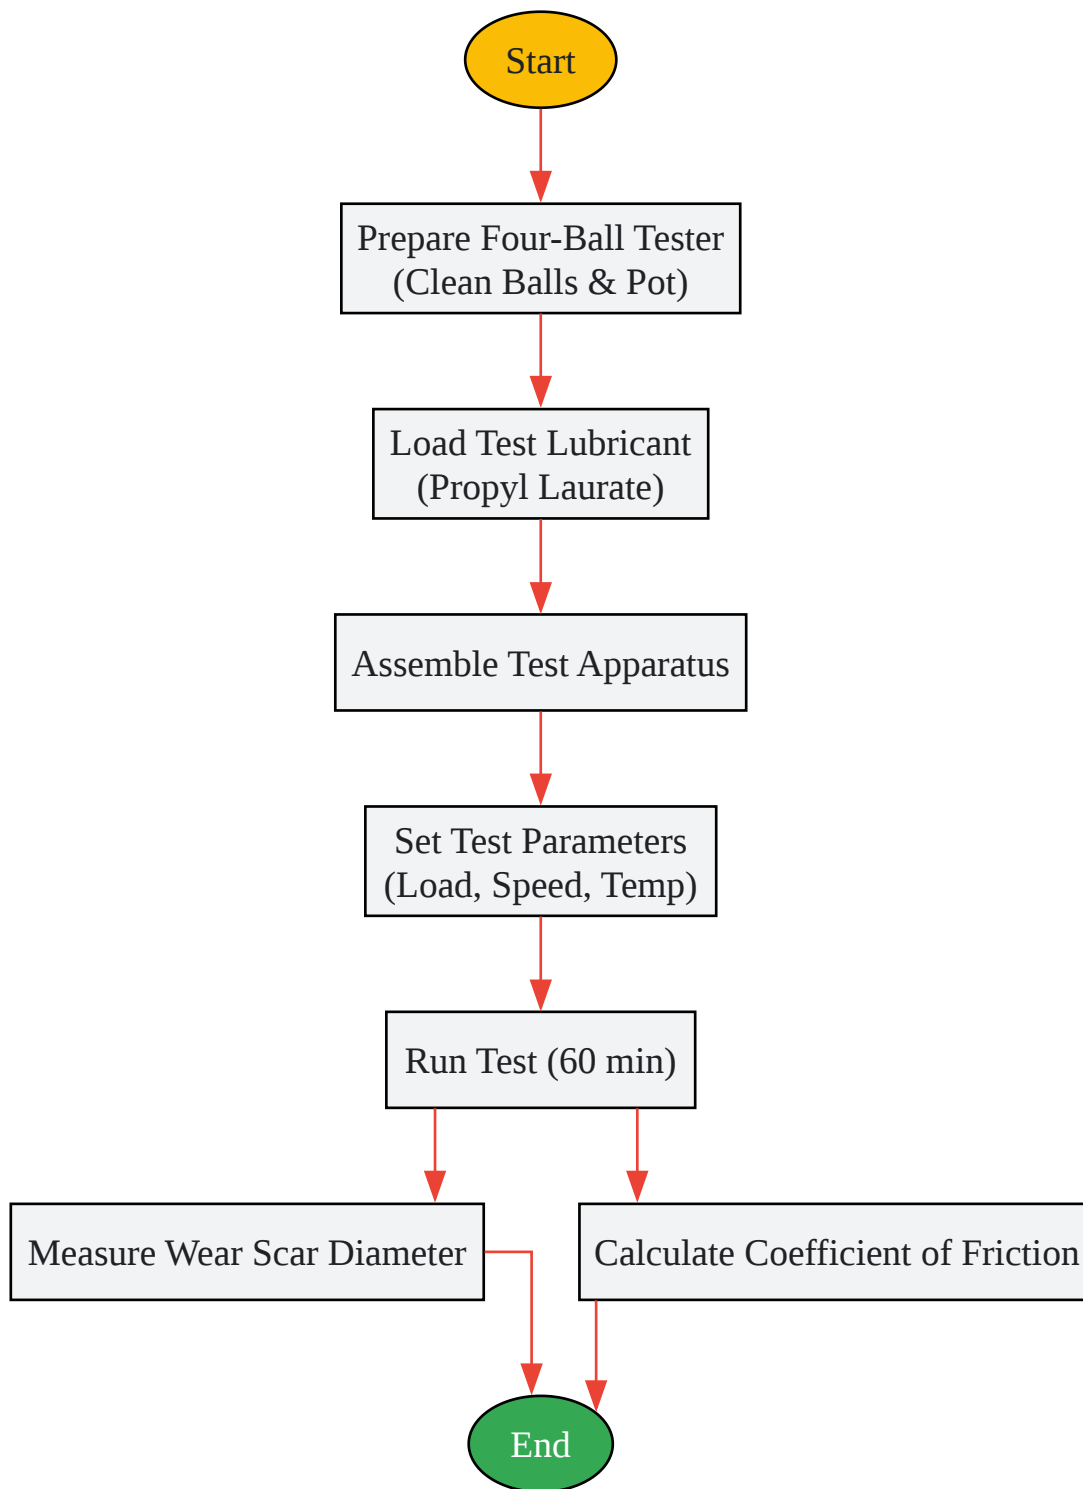 Start
Prepare Four-Ball Tester
(Clean Balls & Pot)
Load Test Lubricant
(Propyl Laurate)
Assemble Test Apparatus
Set Test Parameters
(Load, Speed, Temp)
Run Test (60 min)
Measure Wear Scar Diameter
Calculate Coefficient of Friction
End